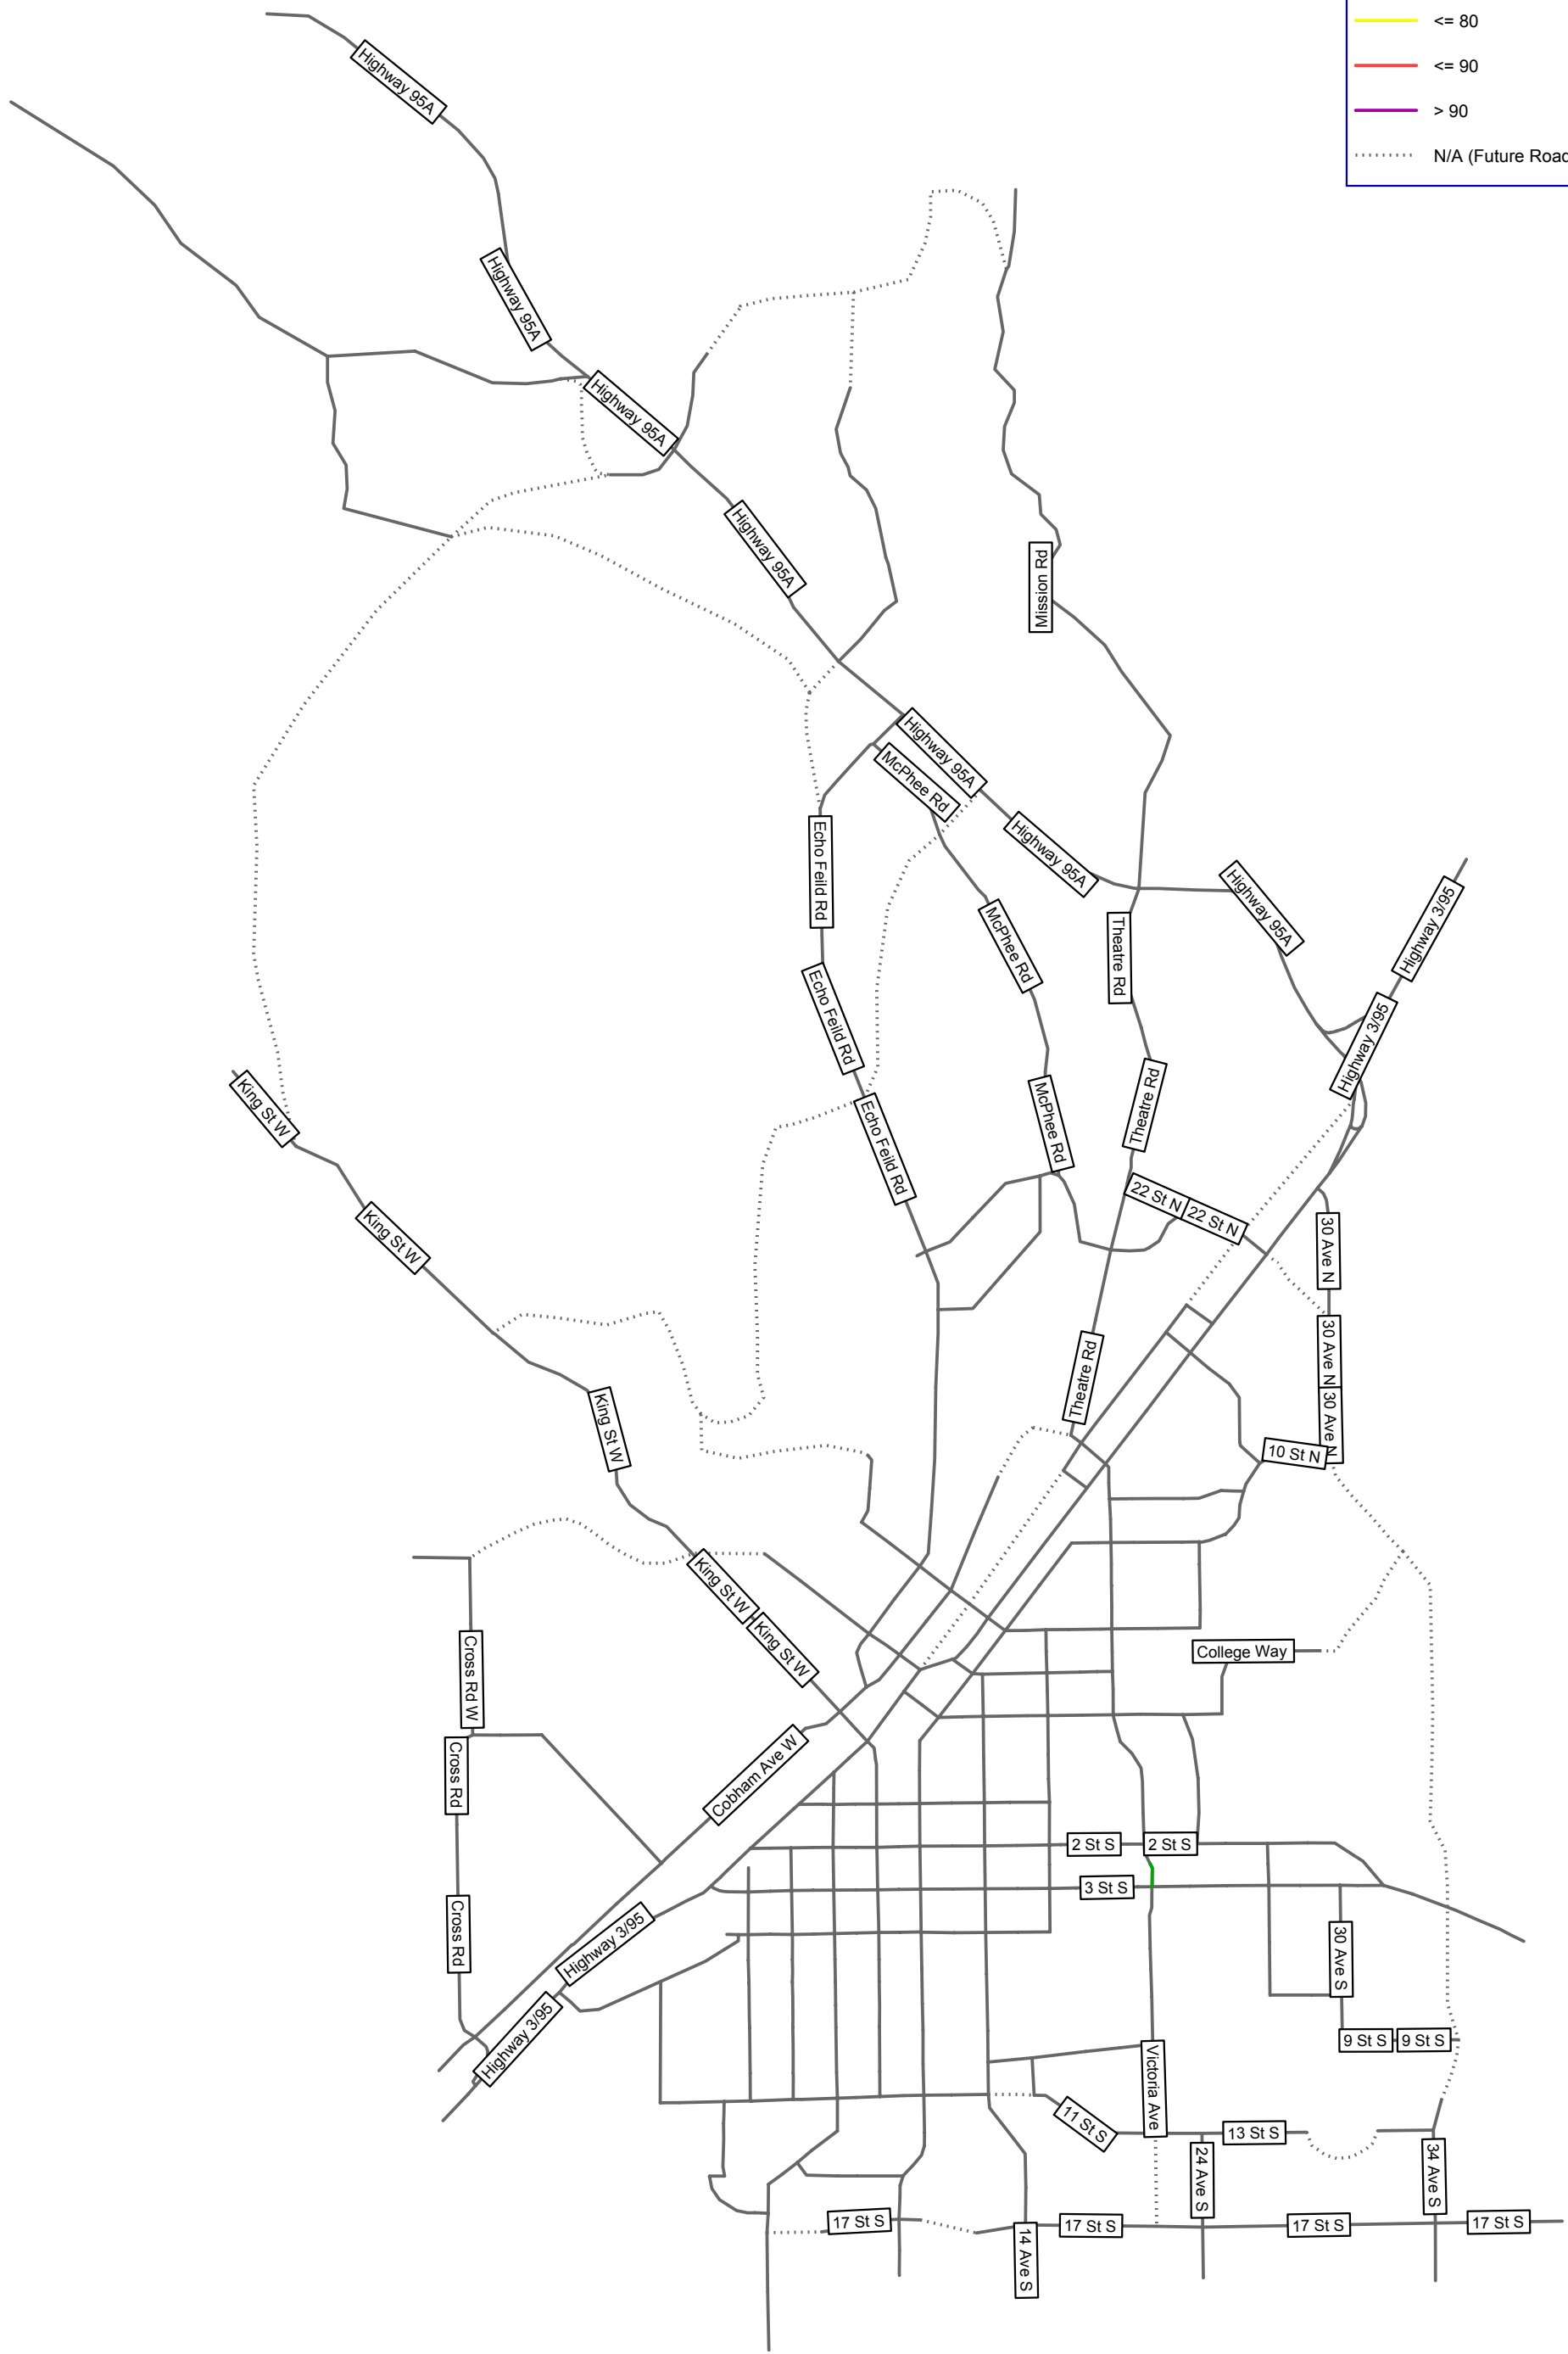 <= 80
<= 90
> 90
N/A (Future Road
Highway 95A
Highway 95A
Highway 95A
Highway 95A
Mission Rd
Highway 95A
McPhee Rd
Highway 95A
Echo Feild Rd
Highway 95A
Highway 3/95
McPhee Rd
Theatre Rd
Echo Feild Rd
Highway 3/95
King St W
McPhee Rd
Theatre Rd
Echo Feild Rd
22 St N
22 St N
King St W
30 Ave N
30 Ave N
Theatre Rd
30 Ave N
King St W
10 St N
King St W
King St W
College Way
Cross Rd W
Cobham Ave W
Cross Rd
2 St S
2 St S
3 St S
Cross Rd
Highway 3/95
30 Ave S
Highway 3/95
9 St S
9 St S
Victoria Ave
11 St S
13 St S
24 Ave S
34 Ave S
17 St S
17 St S
17 St S
17 St S
14 Ave S